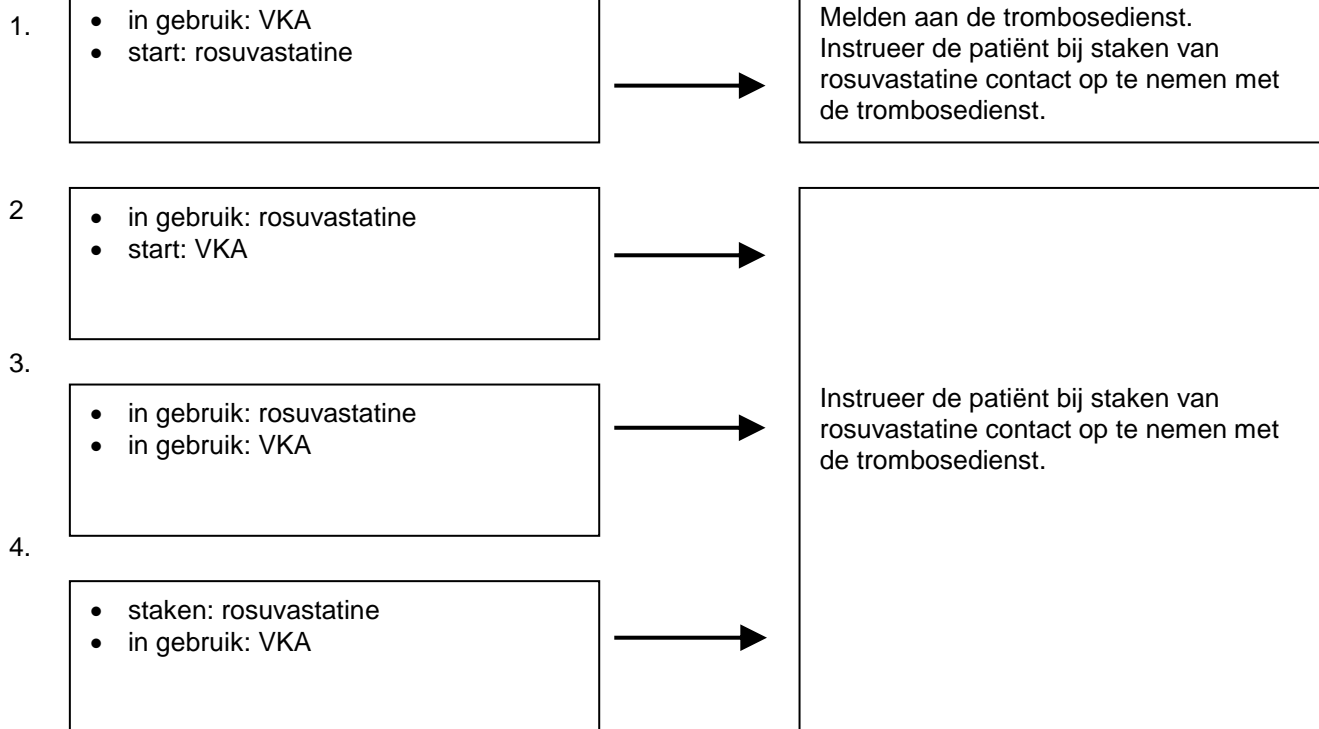 1.
• in gebruik: VKA
• start: rosuvastatine
Melden aan de trombosedienst.
Instrueer de patiënt bij staken van
rosuvastatine contact op te nemen met
de trombosedienst.
2
• in gebruik: rosuvastatine
• start: VKA
3.
• in gebruik: rosuvastatine
• in gebruik: VKA
Instrueer de patiënt bij staken van
rosuvastatine contact op te nemen met
de trombosedienst.
4.
• staken: rosuvastatine
• in gebruik: VKA